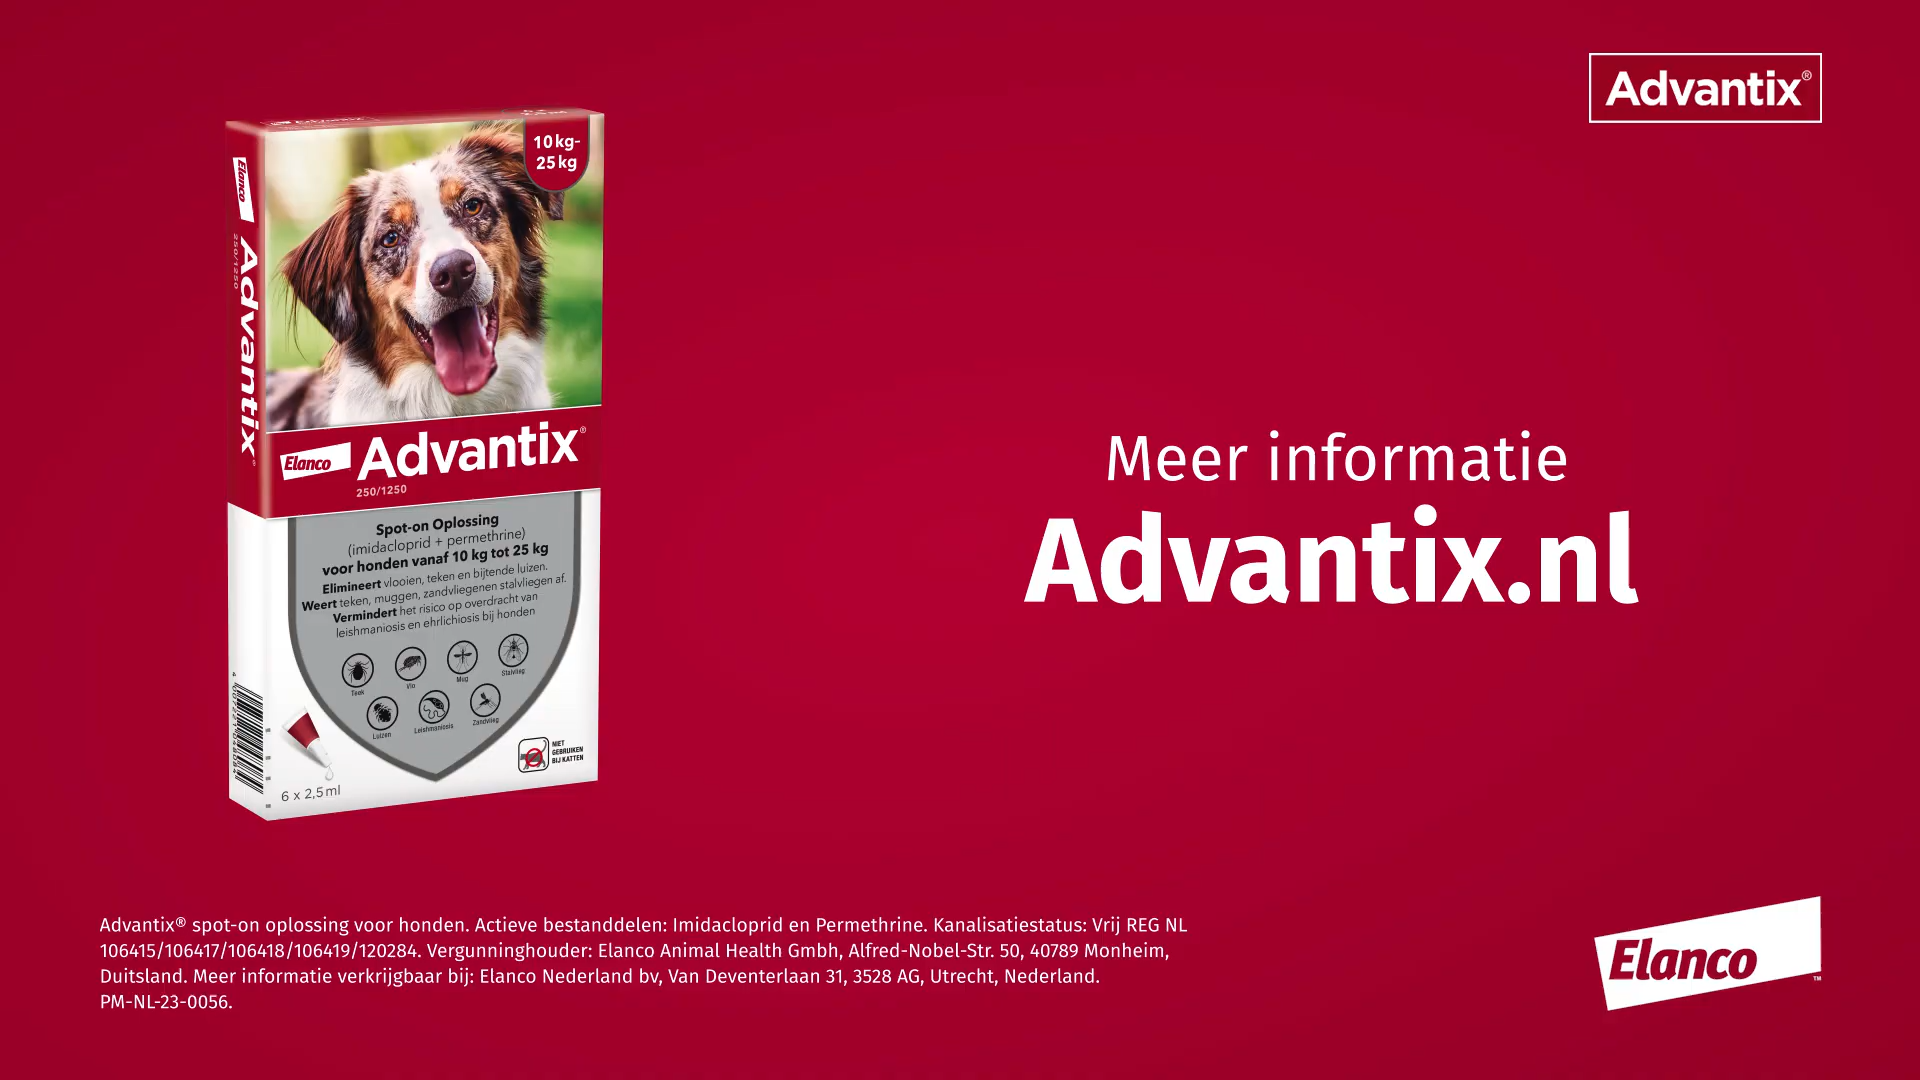 Advantix®
10 kg-
25 kg
Elanco
Advantix®
250/1250
Elanco
Advantix®
250/1250
Spot-on Oplossing
(imidacloprid + permethrine)
voor honden vanaf 10 kg tot 25 kg
Elimineert vlooien, teken en bijtende luizen.
Weert teken, muggen, zandvliegenen stalvliegen af.
Vermindert het risico op overdracht van
leishmaniosis en ehrlichiosis bij honden
Teek
Vlo
Mug
Stalvlieg
Luizen
Leishmaniosis
Zandvlieg
NIET
GEBRUIKEN
BIJ KATTEN
6 x 2,5 ml
Meer informatie
Advantix.nl
Advantix® spot-on oplossing voor honden. Actieve bestanddelen: Imidacloprid en Permethrine. Kanalisatiestatus: Vrij REG NL
106415/106417/106418/106419/120284. Vergunninghouder: Elanco Animal Health Gmbh, Alfred-Nobel-Str. 50, 40789 Monheim,
Duitsland. Meer informatie verkrijgbaar bij: Elanco Nederland bv, Van Deventerlaan 31, 3528 AG, Utrecht, Nederland.
PM-NL-23-0056.
Elanco™